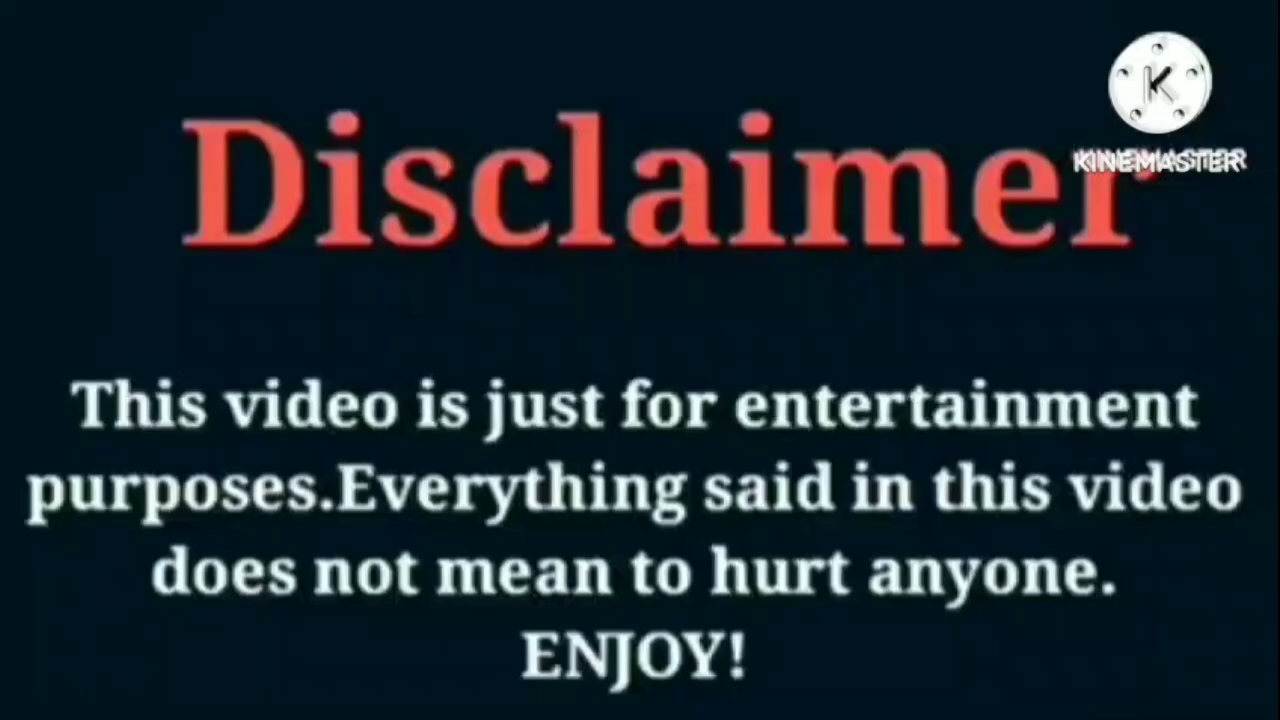 K
KINEMASTER
Disclaimer
This video is just for entertainment
purposes.Everything said in this video
does not mean to hurt anyone.
ENJOY!